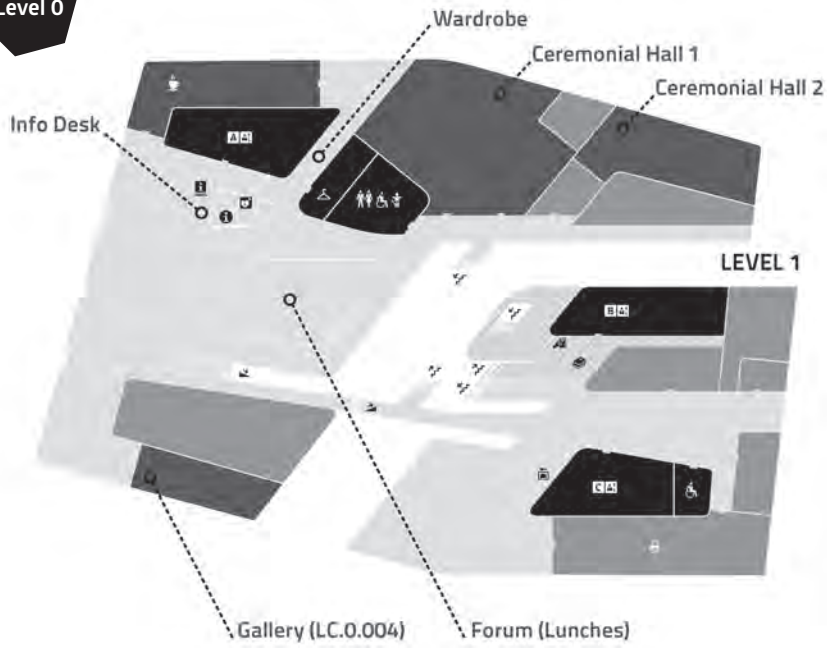 Level 0
Wardrobe
Ceremonial Hall 1
Ceremonial Hall 2
Info Desk
A
LEVEL 1
B
C
Gallery (LC.0.004)
Forum (Lunches)